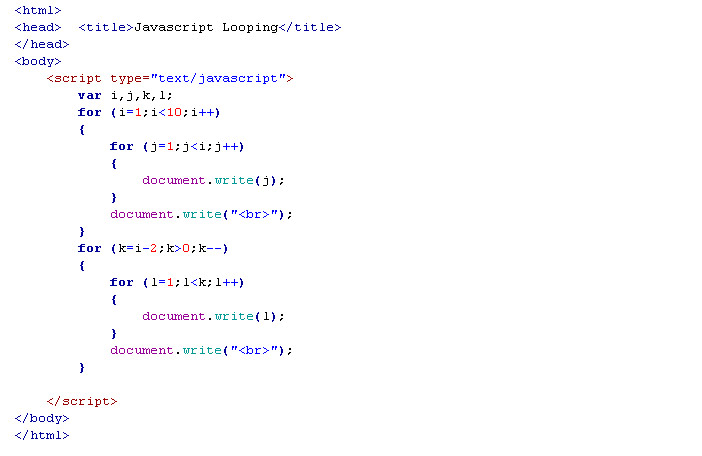 <html>
<head>  <title>Javascript Looping</title>
</head>
<body>
    <script type="text/javascript">
        var i,j,k,l;
        for (i=1;i<10;i++)
        {
            for (j=1;j<i;j++)
            {
                document.write(j);
            }
            document.write("<br>");
        }
        for (k=i-2;k>0;k--)
        {
            for (l=1;l<k;l++)
            {
                document.write(l);
            }
            document.write("<br>");
        }
    </script>
</body>
</html>